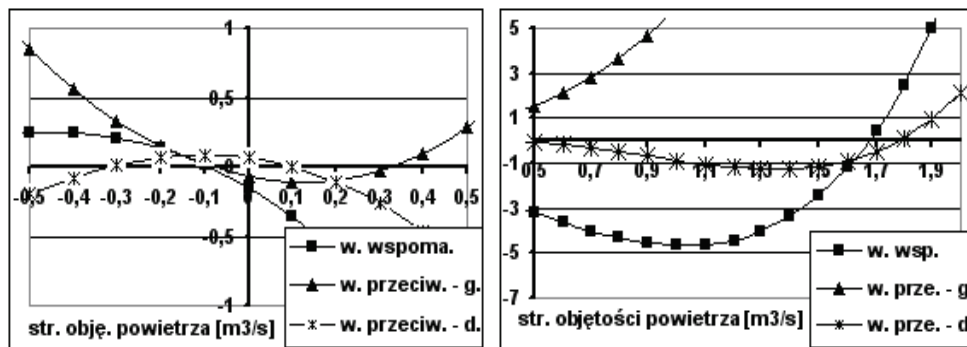 1
0,5
0
-0,5
-1
-0,5 -0,4 -0,3 -0,2 -0,1 0 0,1 0,2 0,3 0,4 0,5
w. wspoma.
w. przeciw. - g.
w. przeciw. - d.
str. obję. powietrza [m3/s]
5
3
1
-1
-3
-5
-7
0,5 0,7 0,9 1,1 1,3 1,5 1,7 1,9
w. wsp.
w. prze. - g
w. prze. - d
str. objętości powietrza [m3/s]